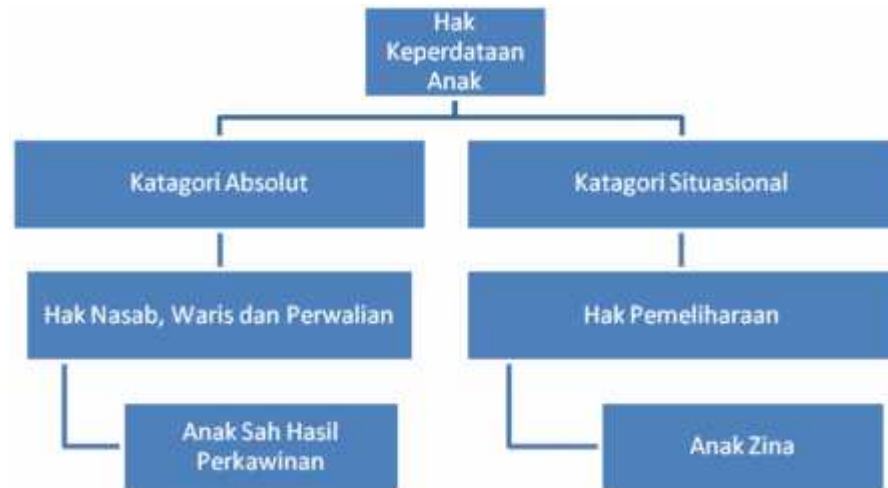 Hak
Keperdataan
Anak
Katagori Absolut
Katagori Situasional
Hak Nasab, Waris dan Perwalian
Hak Pemeliharaan
Anak Sah Hasil
Perkawinan
Anak Zina